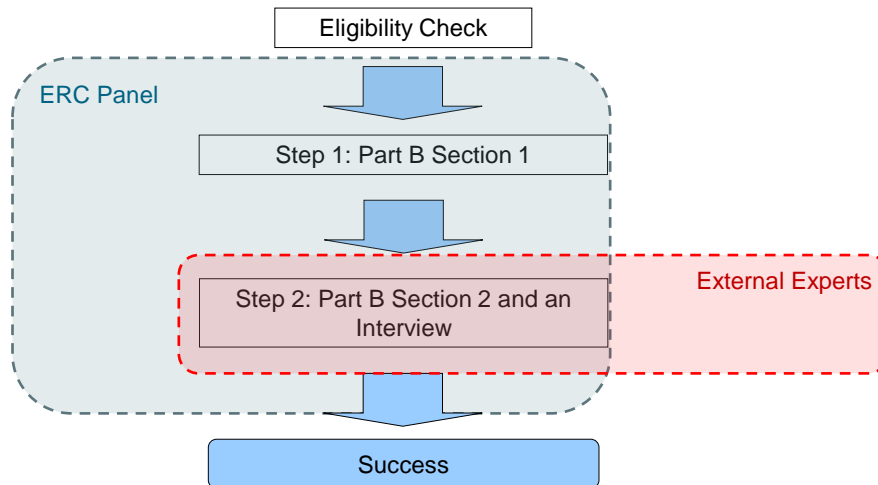 Eligibility Check
ERC Panel
Step 1: Part B Section 1
External Experts
Step 2: Part B Section 2 and an
Interview
Success